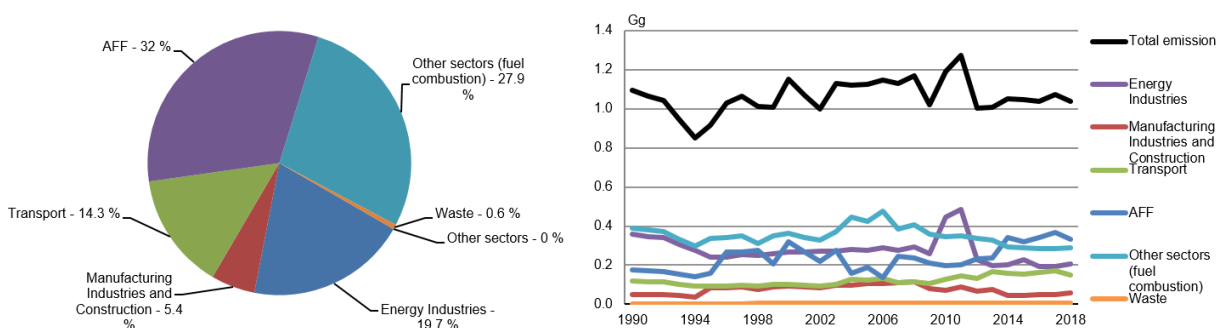 AFF - 32 %
Other sectors (fuel
combustion) - 27.9
%
Transport - 14.3 %
Waste - 0.6 %
Other sectors - 0 %
Manufacturing
Industries and
Construction - 5.4
%
Energy Industries -
19.7 %
Gg
1.4
1.2
1.0
0.8
0.6
0.4
0.2
0.0
1990 1994 1998 2002 2006 2010 2014 2018
Total emission
Energy
Industries
Manufacturing
Industries and
Construction
Transport
AFF
Other sectors
(fuel
combustion)
Waste